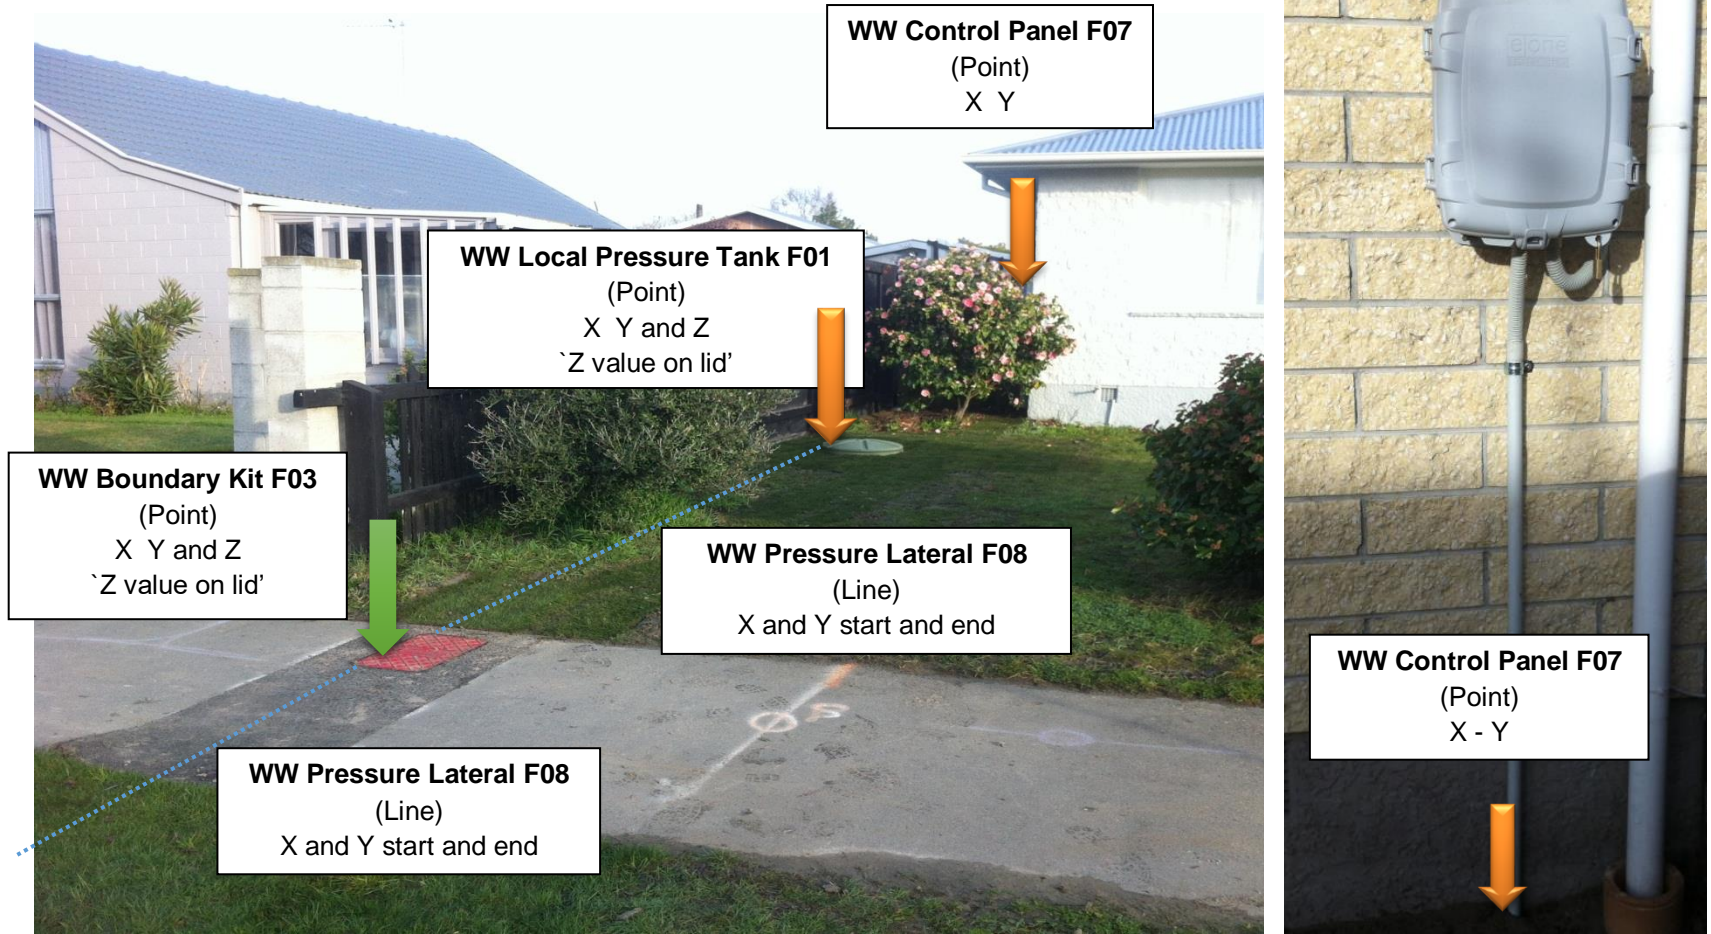 WW Control Panel F07
(Point)
X Y
WW Local Pressure Tank F01
(Point)
X Y and Z
`Z value on lid’
WW Boundary Kit F03
(Point)
X Y and Z
`Z value on lid’
WW Pressure Lateral F08
(Line)
X and Y start and end
WW Pressure Lateral F08
(Line)
X and Y start and end
e one
WW Control Panel F07
(Point)
X - Y